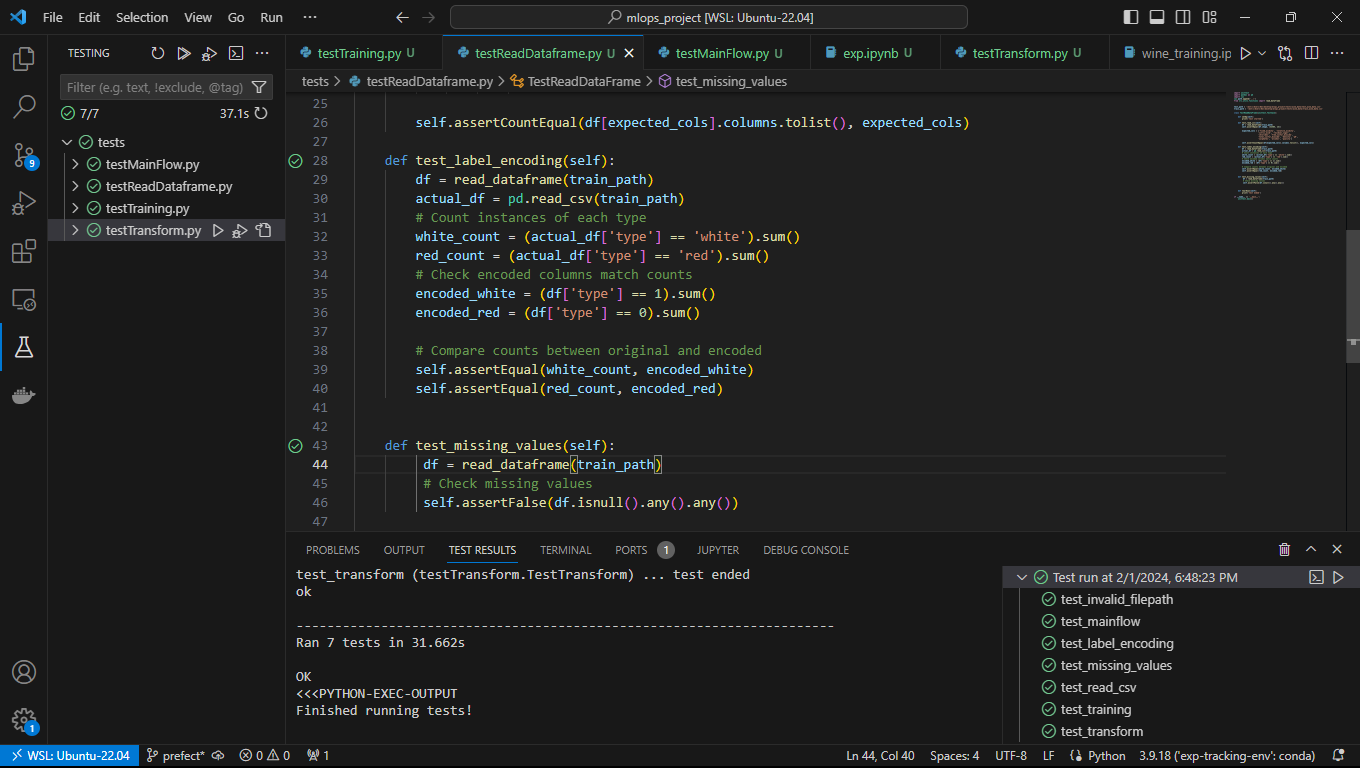 File Edit Selection View Go Run ··· mlops_project [WSL: Ubuntu-22.04]
TESTING
Filter (e.g. text, !exclude, @tag)
7/7 37.1s
tests
testMainFlow.py
testReadDataframe.py
testTraining.py
testTransform.py
9
1
testTraining.py U testReadDataframe.py U testMainFlow.py U exp.ipynb U testTransform.py U wine_training.ip
tests > testReadDataframe.py > TestReadDataFrame > test_missing_values
25
26 self.assertCountEqual(df[expected_cols].columns.tolist(), expected_cols)
27
28 def test_label_encoding(self):
29 df = read_dataframe(train_path)
30 actual_df = pd.read_csv(train_path)
31 # Count instances of each type
32 white_count = (actual_df['type'] == 'white').sum()
33 red_count = (actual_df['type'] == 'red').sum()
34 # Check encoded columns match counts
35 encoded_white = (df['type'] == 1).sum()
36 encoded_red = (df['type'] == 0).sum()
37
38 # Compare counts between original and encoded
39 self.assertEqual(white_count, encoded_white)
40 self.assertEqual(red_count, encoded_red)
41
42
43 def test_missing_values(self):
44 df = read_dataframe(train_path)
45 # Check missing values
46 self.assertFalse(df.isnull().any().any())
47
PROBLEMS OUTPUT TEST RESULTS TERMINAL PORTS 1 JUPYTER DEBUG CONSOLE
test_transform (testTransform.TestTransform) ... test ended
ok
----------------------------------------------------------------------
Ran 7 tests in 31.662s
OK
<<<PYTHON-EXEC-OUTPUT
Finished running tests!
Test run at 2/1/2024, 6:48:23 PM
test_invalid_filepath
test_mainflow
test_label_encoding
test_missing_values
test_read_csv
test_training
test_transform
WSL: Ubuntu-22.04 prefect* 0 0 1 Ln 44, Col 40 Spaces: 4 UTF-8 LF Python 3.9.18 ('exp-tracking-env': conda)